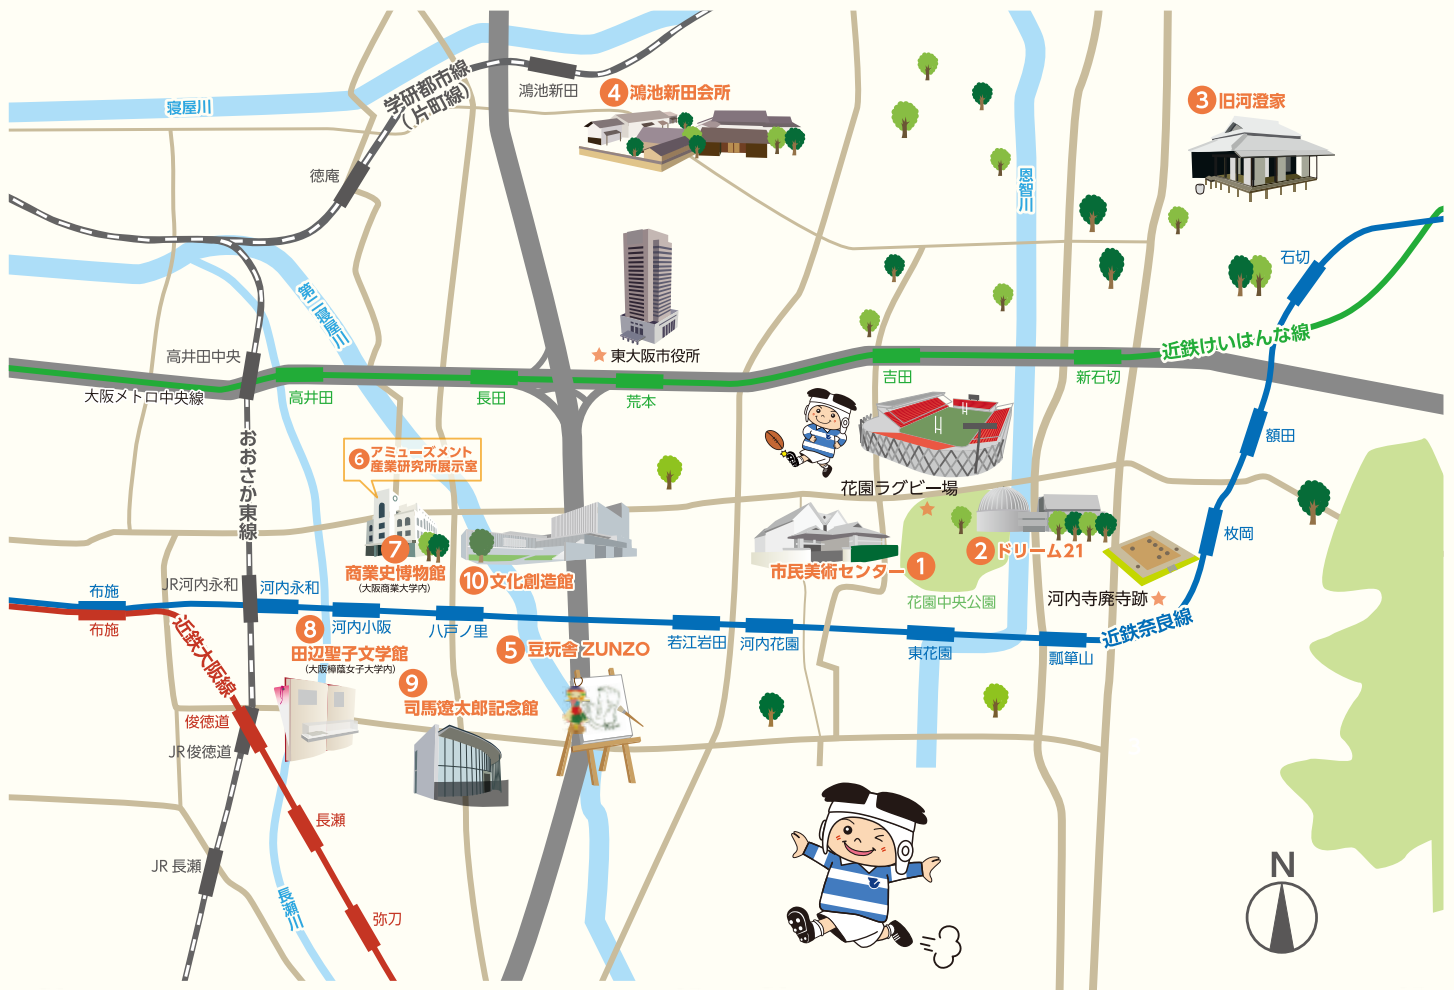 寝屋川
学研都市線
(片町線)
鴻池新田
4 鴻池新田会所
3 旧河澄家
徳庵
恩智川
石切
第二寝屋川
東大阪市役所
近鉄けいはんな線
高井田中央
大阪メトロ中央線
高井田
長田
荒本
吉田
新石切
額田
おおさか東線
6 アミューズメント
産業研究所展示室
花園ラグビー場
7
商業史博物館
(大阪商業大学内)
10 文化創造館
市民美術センター 1
2 ドリーム21
枚岡
花園中央公園
河内寺廃寺跡
JR河内永和
河内永和
布施
布施
河内小阪
八戸ノ里
若江岩田
河内花園
東花園
瓢箪山
近鉄奈良線
近鉄大阪線
8
田辺聖子文学館
(大阪樟蔭女子大学内)
5 豆玩舎 ZUNZO
9
司馬遼太郎記念館
俊徳道
JR俊徳道
長瀬
JR 長瀬
長瀬川
弥刀
N